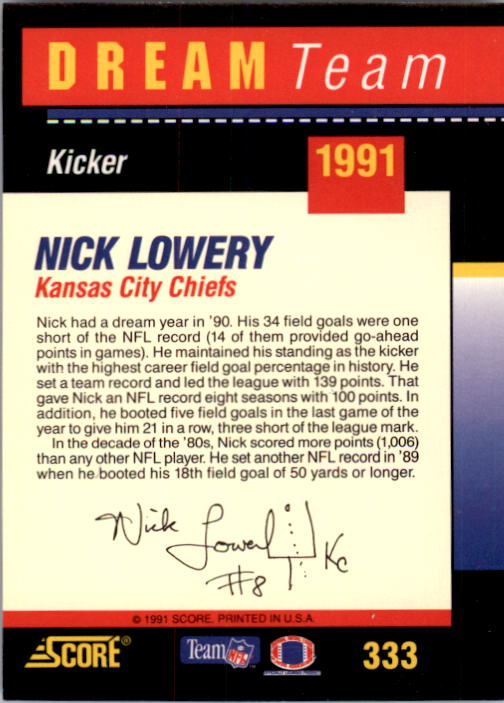 DREAM Team
Kicker
1991
NICK LOWERY
Kansas City Chiefs
Nick had a dream year in '90. His 34 field goals were one
short of the NFL record (14 of them provided go-ahead
points in games). He maintained his standing as the kicker
with the highest career field goal percentage in history. He
set a team record and led the league with 139 points. That
gave Nick an NFL record eight seasons with 100 points. In
addition, he booted five field goals in the last game of the
year to give him 21 in a row, three short of the league mark.
In the decade of the '80s, Nick scored more points (1,006)
than any other NFL player. He set another NFL record in '89
when he booted his 18th field goal of 50 yards or longer.
Nick Lowery KC
#8
© 1991 SCORE, PRINTED IN U.S.A.
SCORE® Team NFL 333